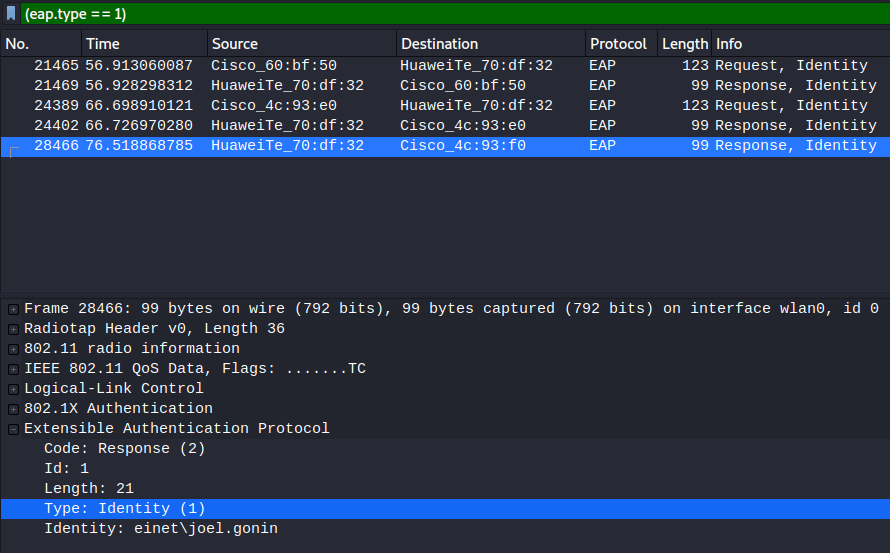 (eap.type == 1)
No. Time Source Destination Protocol Length Info
21465 56.913060087 Cisco_60:bf:50 HuaweiTe_70:df:32 EAP 123 Request, Identity
21469 56.928298312 HuaweiTe_70:df:32 Cisco_60:bf:50 EAP 99 Response, Identity
24389 66.698910121 Cisco_4c:93:e0 HuaweiTe_70:df:32 EAP 123 Request, Identity
24402 66.726970280 HuaweiTe_70:df:32 Cisco_4c:93:e0 EAP 99 Response, Identity
28466 76.518868785 HuaweiTe_70:df:32 Cisco_4c:93:f0 EAP 99 Response, Identity
Frame 28466: 99 bytes on wire (792 bits), 99 bytes captured (792 bits) on interface wlan0, id 0
Radiotap Header v0, Length 36
802.11 radio information
IEEE 802.11 QoS Data, Flags: .......TC
Logical-Link Control
802.1X Authentication
Extensible Authentication Protocol
Code: Response (2)
Id: 1
Length: 21
Type: Identity (1)
Identity: einet\joel.gonin